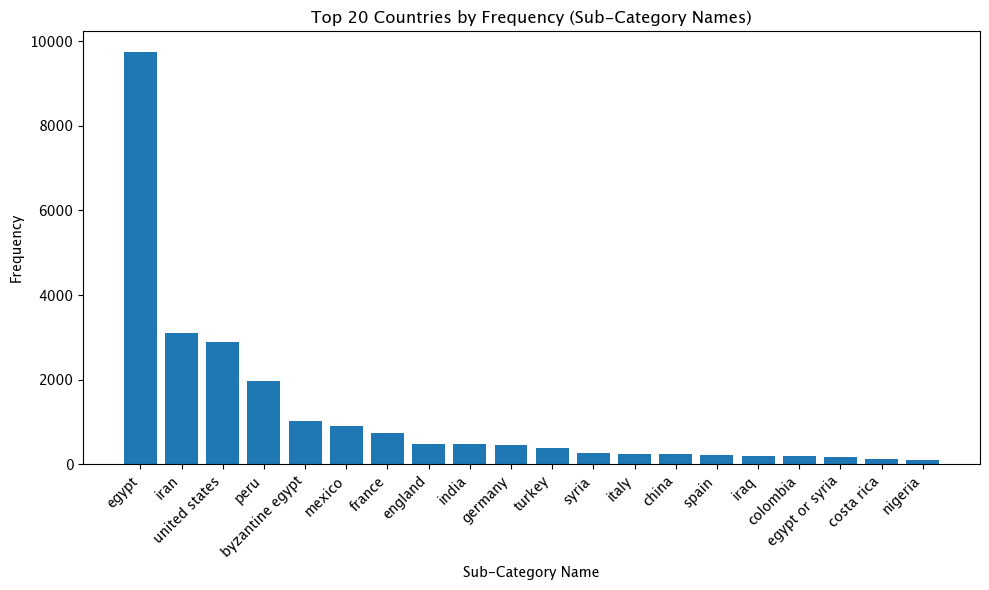 Top 20 Countries by Frequency (Sub-Category Names)
Frequency
10000
8000
6000
4000
2000
0
egypt
iran
united states
peru
byzantine egypt
mexico
france
england
india
germany
turkey
syria
italy
china
spain
iraq
colombia
egypt or syria
costa rica
nigeria
Sub-Category Name